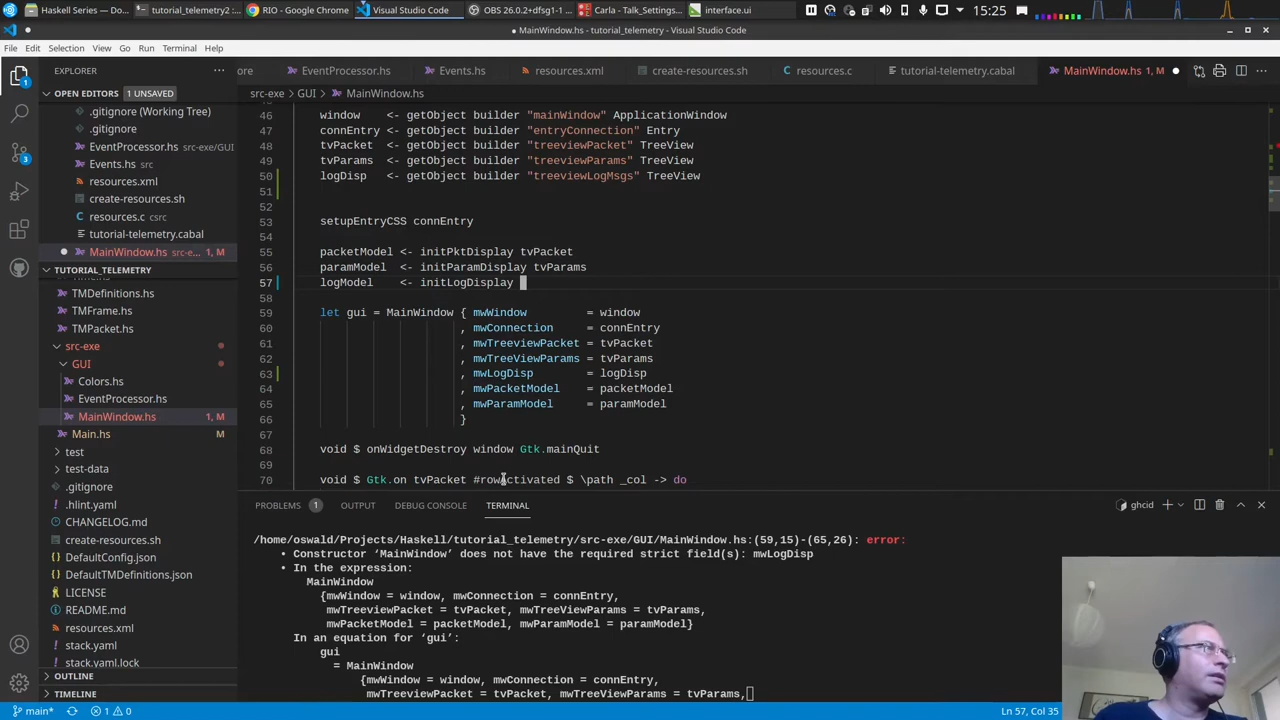 Haskell Series — M...
tutorial_telemetry2 : ...
RIO - Google Chrome
Visual Studio Code
OBS 26.0.2+dfsg1-1 ...
Carla - Talk_Settings...
interface.ui
15:25
MainWindow.hs - tutorial_telemetry - Visual Studio Code
File Edit Selection View Go Run Terminal Help
EXPLORER
ore EventProcessor.hs Events.hs resources.xml create-resources.sh resources.c tutorial-telemetry.cabal MainWindow.hs 1, M
OPEN EDITORS 1 UNSAVED
src-exe > GUI > MainWindow.hs
.gitignore (Working Tree)
.gitignore
EventProcessor.hs src-exe/GUI
Events.hs src
resources.xml
create-resources.sh
resources.c csrc
tutorial-telemetry.cabal
MainWindow.hs src-e... 1, M
TUTORIAL_TELEMETRY
TMDefinitions.hs
TMFrame.hs
TMPacket.hs
src-exe
GUI
Colors.hs
EventProcessor.hs
MainWindow.hs 1, M
Main.hs M
test
test-data
.gitignore
.hlint.yaml
CHANGELOG.md
create-resources.sh
DefaultConfig.json
DefaultTMDefinitions.json
LICENSE
README.md
resources.xml
stack.yaml
stack.yaml.lock
OUTLINE
TIMELINE
46 window <- getObject builder "mainWindow" ApplicationWindow
47 connEntry <- getObject builder "entryConnection" Entry
48 tvPacket <- getObject builder "treeviewPacket" TreeView
49 tvParams <- getObject builder "treeviewParams" TreeView
50 logDisp <- getObject builder "treeviewLogMsgs" TreeView
51
52
53 setupEntryCSS connEntry
54
55 packetModel <- initPktDisplay tvPacket
56 paramModel <- initParamDisplay tvParams
57 logModel <- initLogDisplay
58
59 let gui = MainWindow { mwWindow = window
60 , mwConnection = connEntry
61 , mwTreeviewPacket = tvPacket
62 , mwTreeViewParams = tvParams
63 , mwLogDisp = logDisp
64 , mwPacketModel = packetModel
65 , mwParamModel = paramModel
66 }
67
68 void $ onWidgetDestroy window Gtk.mainQuit
69
70 void $ Gtk.on tvPacket #rowActivated $ \path _col -> do
PROBLEMS 1 OUTPUT DEBUG CONSOLE TERMINAL ghcid
/home/oswald/Projects/Haskell/tutorial_telemetry/src-exe/GUI/MainWindow.hs:(59,15)-(65,26): error:
• Constructor ‘MainWindow’ does not have the required strict field(s): mwLogDisp
• In the expression:
MainWindow
{mwWindow = window, mwConnection = connEntry,
mwTreeviewPacket = tvPacket, mwTreeViewParams = tvParams,
mwPacketModel = packetModel, mwParamModel = paramModel}
In an equation for ‘gui’:
gui
= MainWindow
{mwWindow = window, mwConnection = connEntry,
mwTreeviewPacket = tvPacket, mwTreeViewParams = tvParams,
main* 1 0
Ln 57, Col 35